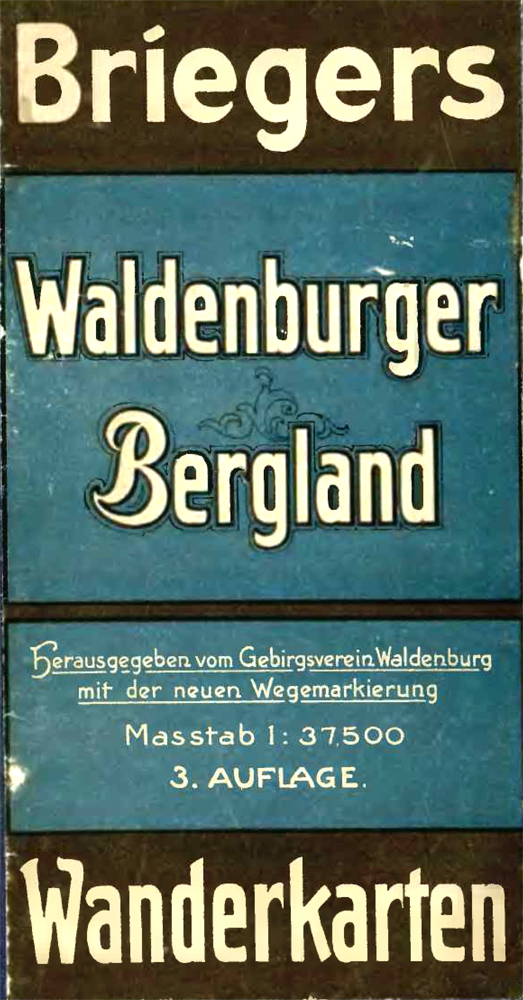 Briegers
Waldenburger
Bergland
Herausgegeben vom Gebirgsverein Waldenburg
mit der neuen Wegemarkierung
Masstab 1: 37,500
3. AUFLAGE.
Wanderkarten